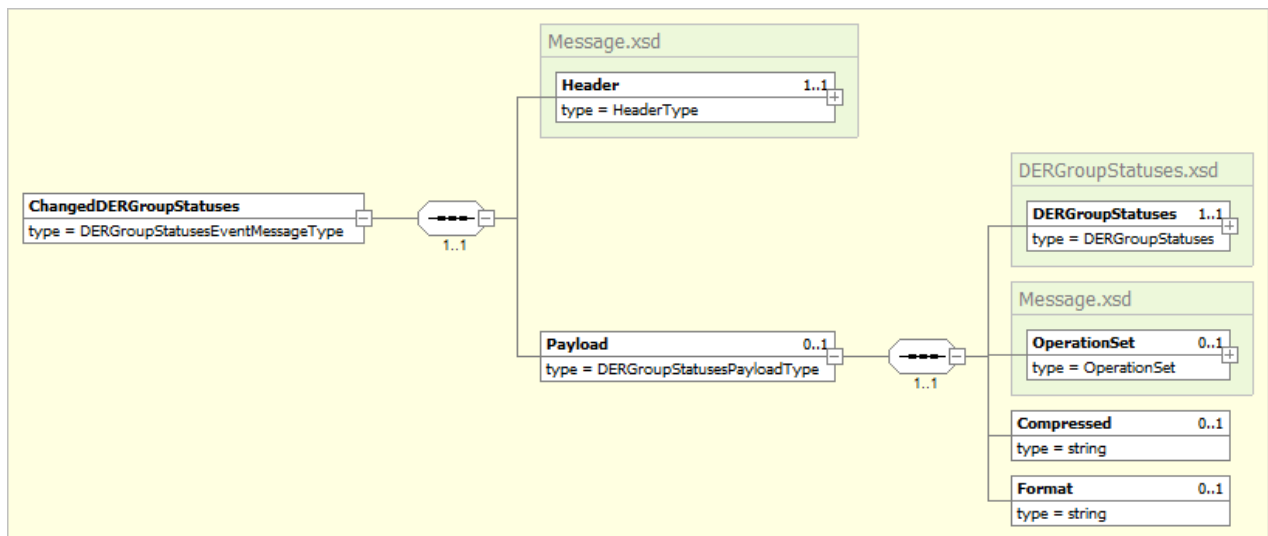 Message.xsd
Header 1..1
type = HeaderType
ChangedDERGroupStatuses
type = DERGroupStatusesEventMessageType
1..1
Payload 0..1
type = DERGroupStatusesPayloadType
1..1
DERGroupStatuses.xsd
DERGroupStatuses 1..1
type = DERGroupStatuses
Message.xsd
OperationSet 0..1
type = OperationSet
Compressed 0..1
type = string
Format 0..1
type = string